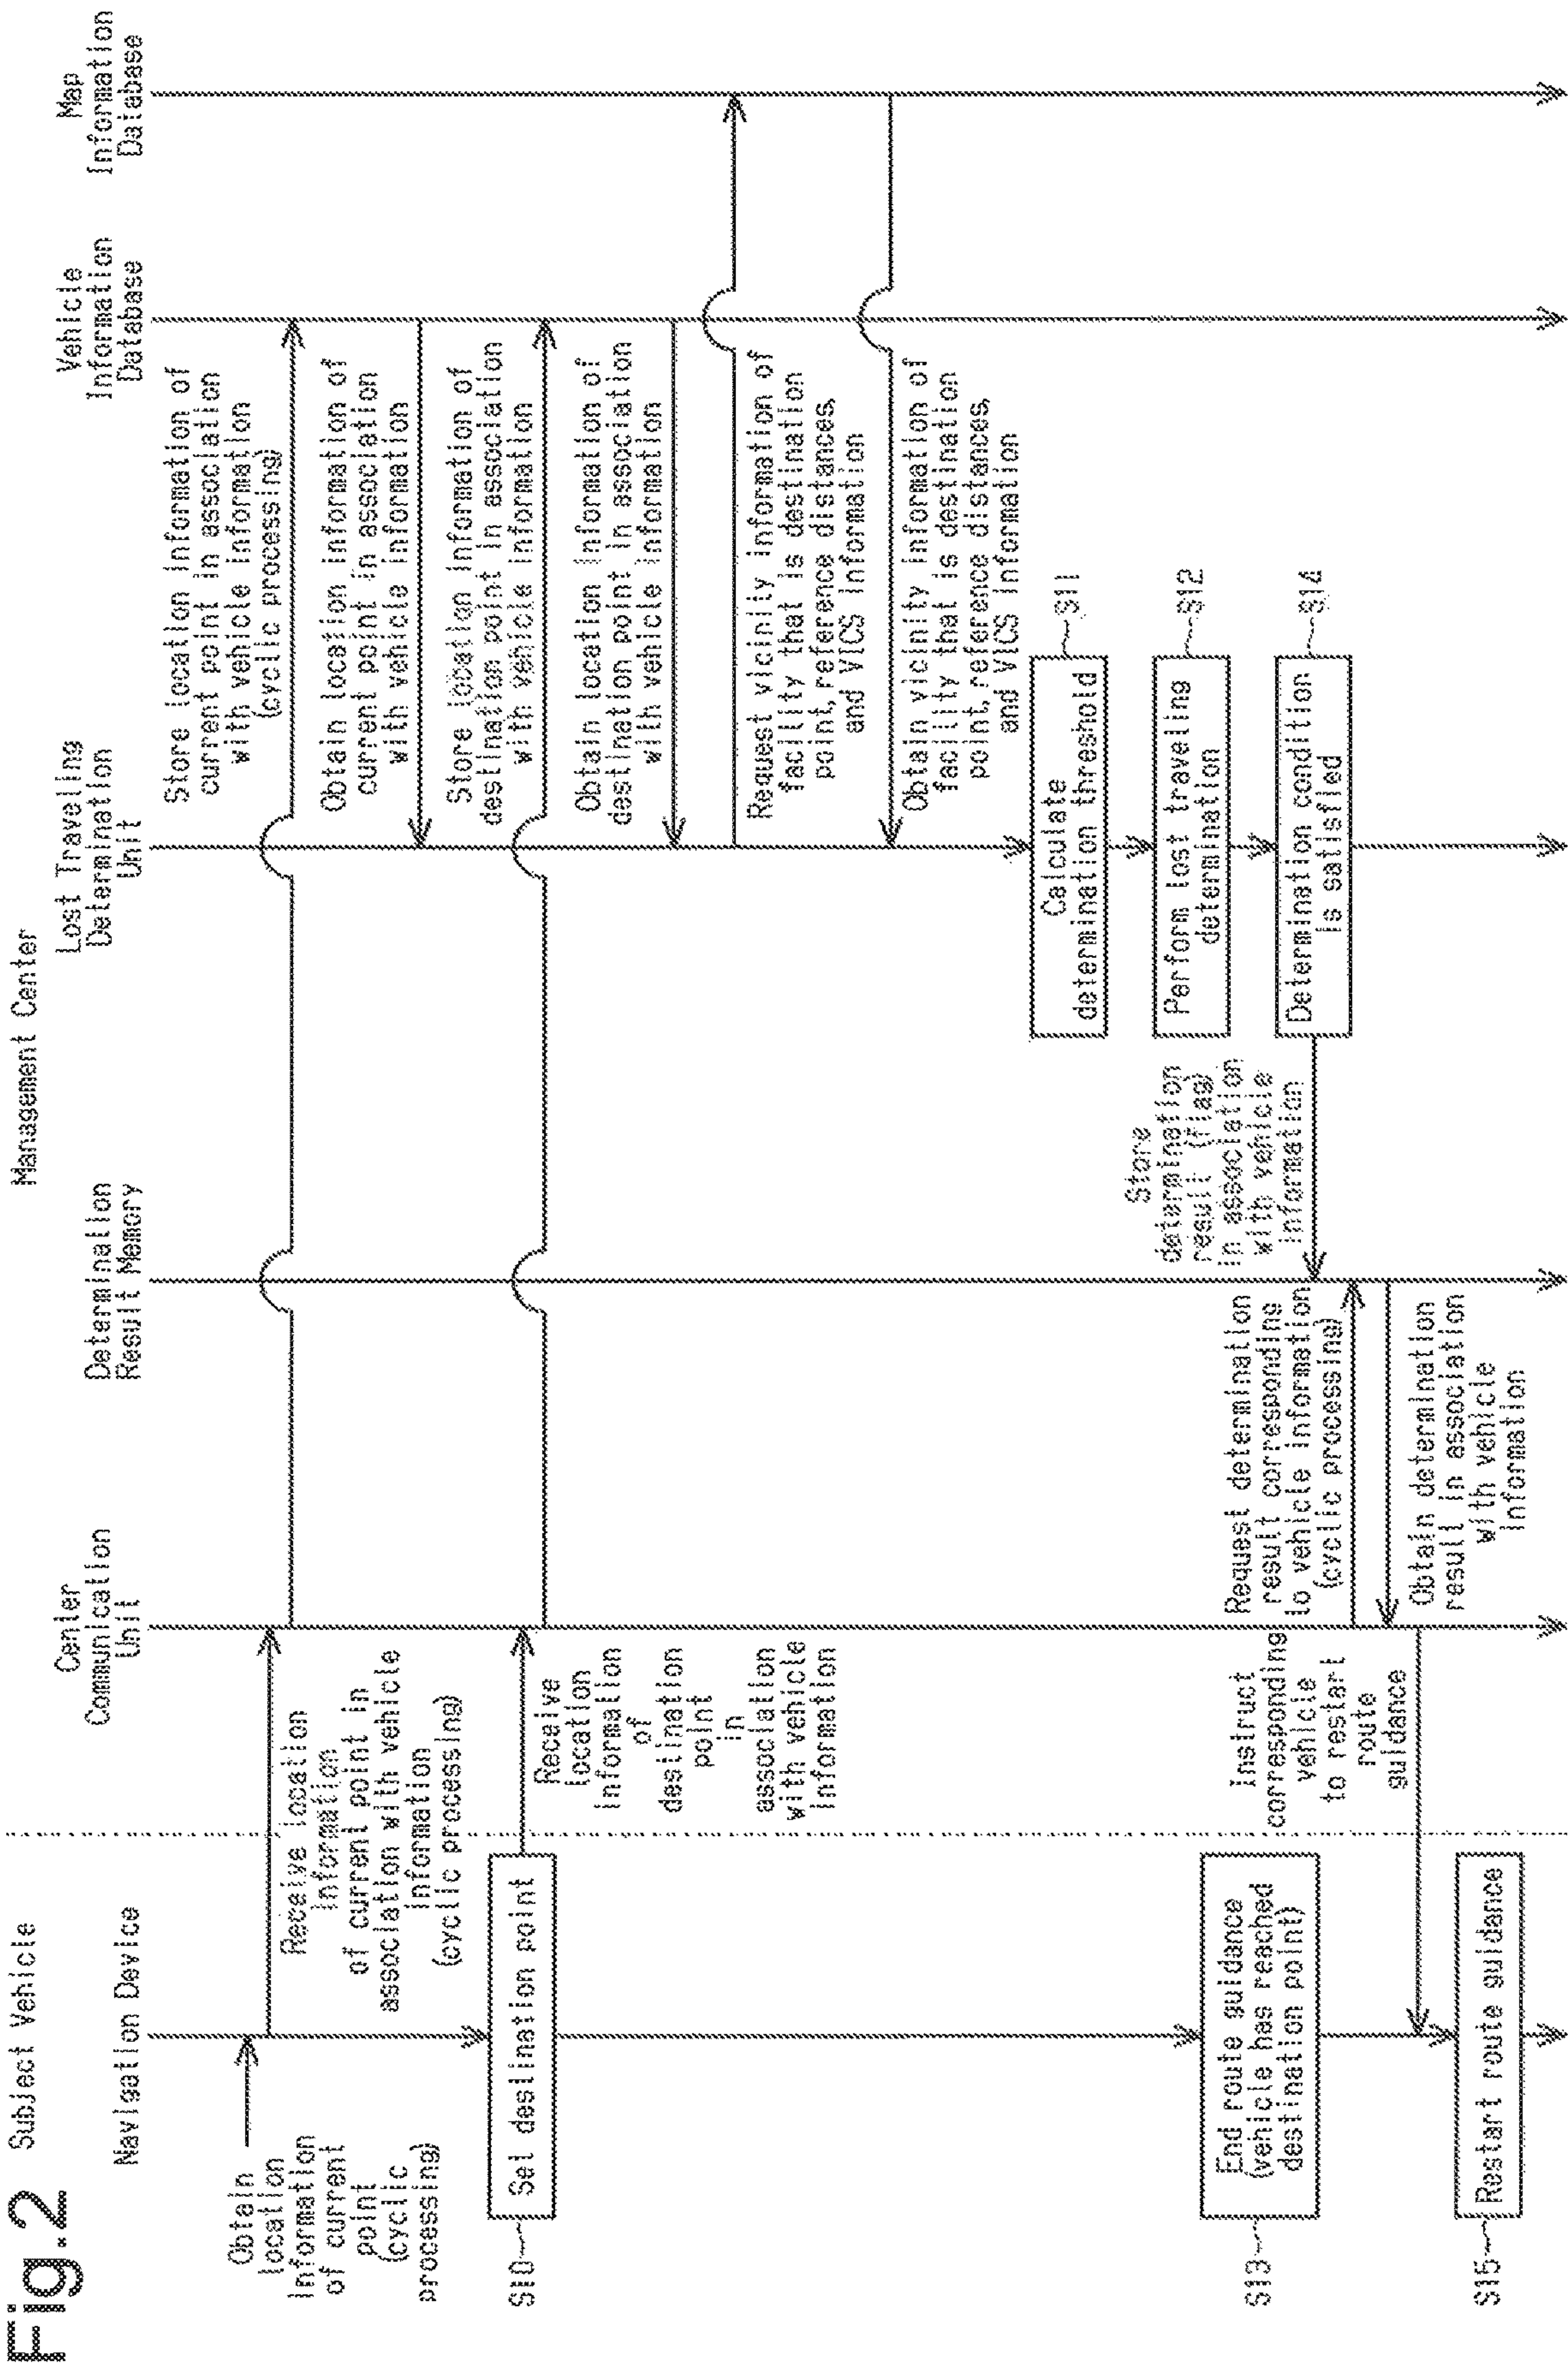 Fig.2
Subject Vehicle
Management Center
Navigation Device
Center
Communication
Unit
Determination
Result Memory
Lost Traveling
Determination
Unit
Vehicle
Information
Database
Map
Information
Database
Obtain
location
information
of current
point
(cyclic
processing)
Receive location
information
of current point in
association with vehicle
information
(cyclic processing)
Store location information of
current point in association
with vehicle information
(cyclic processing)
Obtain location information of
current point in association
with vehicle information
S10
Set destination point
Receive
location
information
of
destination
point
in
association
with vehicle
information
Store location information of
destination point in association
with vehicle information
Obtain location information of
destination point in association
with vehicle information
Request vicinity information of
facility that is destination
point, reference distances,
and VICS information
Obtain vicinity information of
facility that is destination
point, reference distances,
and VICS information
Calculate
determination threshold
S11
Perform lost traveling
determination
S12
S13
End route guidance
(vehicle has reached
destination point)
Determination condition
is satisfied
S14
Store
determination
result (flag)
in association
with vehicle
information
Request determination
result corresponding
to vehicle information
(cyclic processing)
Obtain determination
result in association
with vehicle
information
Instruct
corresponding
vehicle
to restart
route
guidance
S15
Restart route guidance